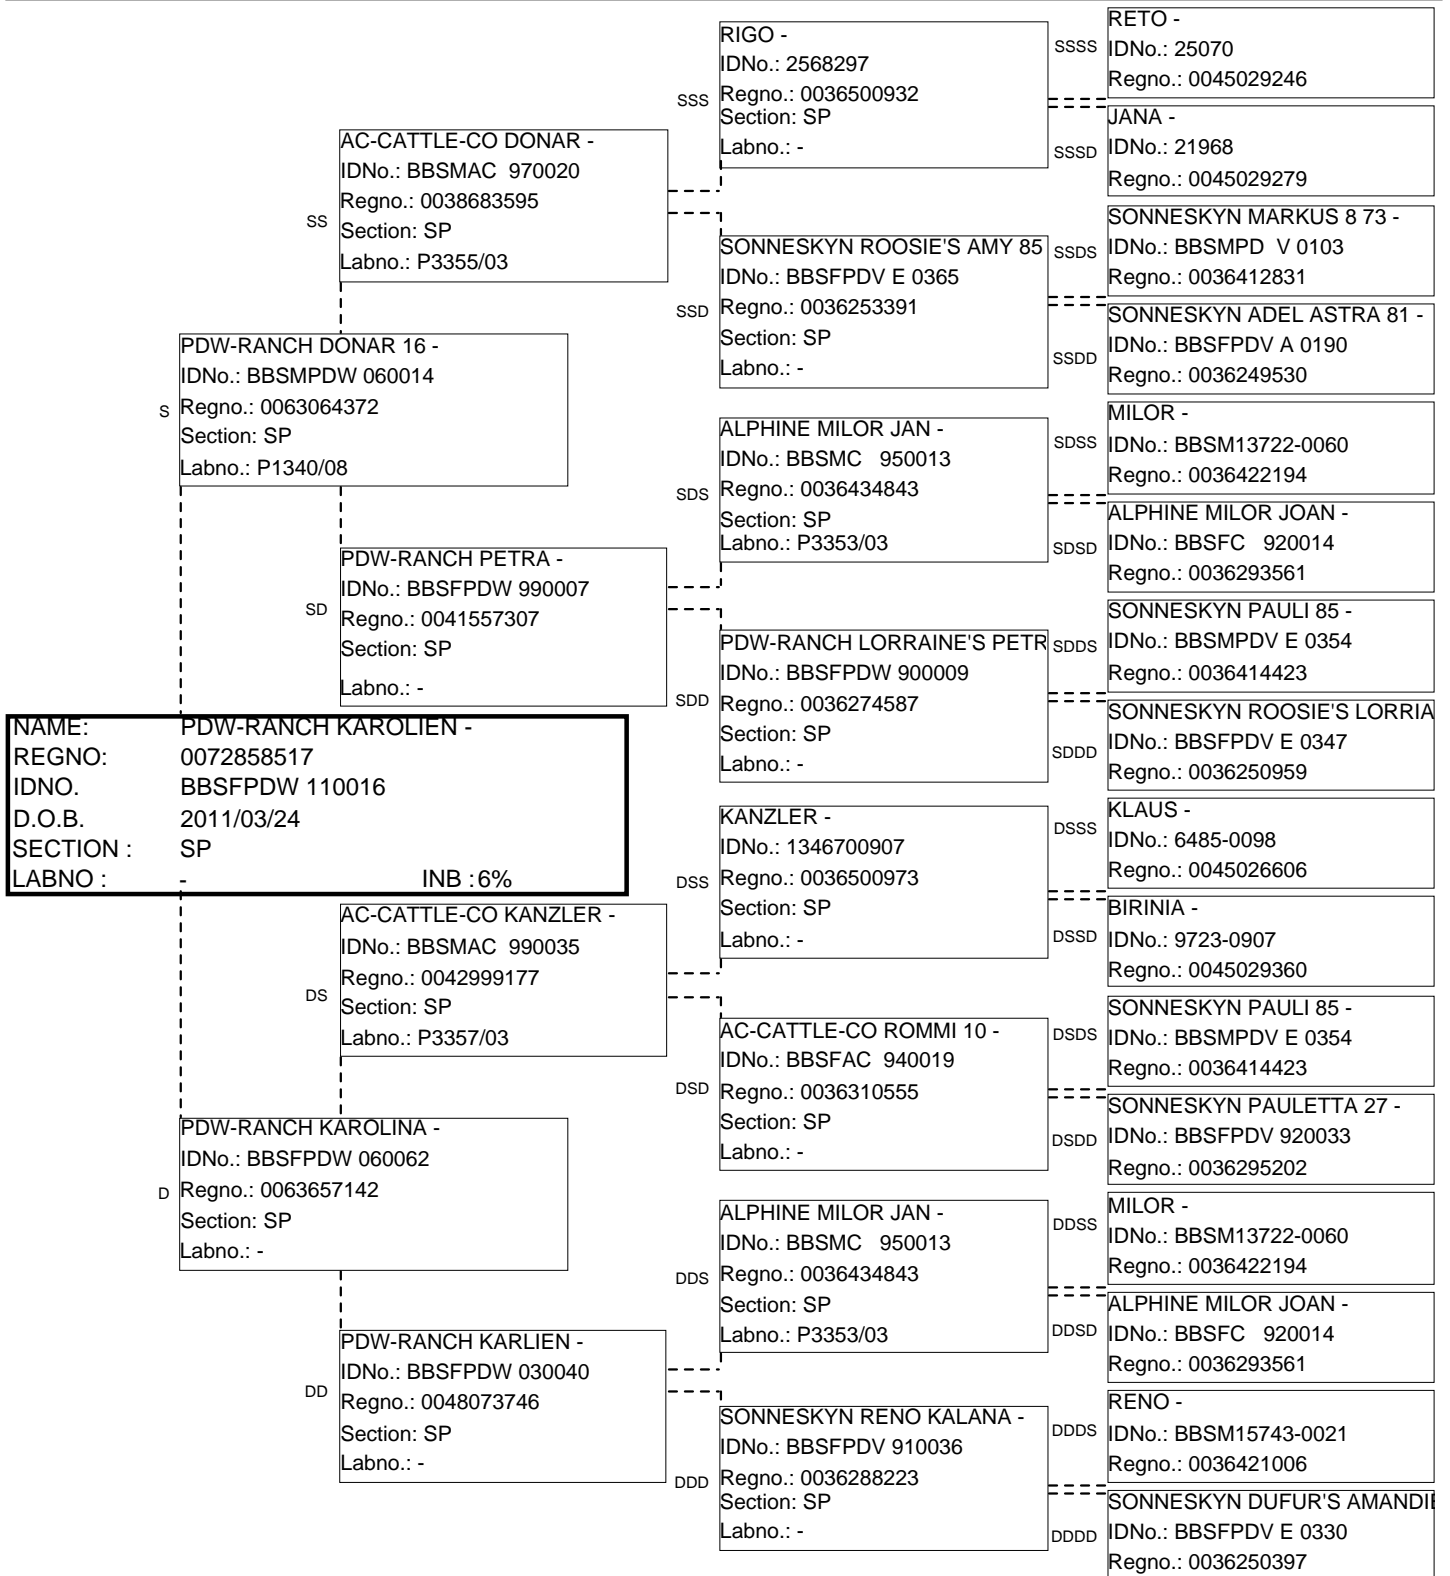 RIGO -
IDNo.: 2568297
SSS Regno.: 0036500932
Section: SP
Labno.: -
SSSS RETO -
IDNo.: 25070
Regno.: 0045029246
SSSD JANA -
IDNo.: 21968
Regno.: 0045029279
AC-CATTLE-CO DONAR -
IDNo.: BBSMAC 970020
Regno.: 0038683595
SS Section: SP
Labno.: P3355/03
SONNESKYN ROOSIE'S AMY 85
IDNo.: BBSFPDV E 0365
SSD Regno.: 0036253391
Section: SP
Labno.: -
SONNESKYN MARKUS 8 73 -
SSDS IDNo.: BBSMPD V 0103
Regno.: 0036412831
SONNESKYN ADEL ASTRA 81 -
SSDD IDNo.: BBSFPDV A 0190
Regno.: 0036249530
PDW-RANCH DONAR 16 -
IDNo.: BBSMPDW 060014
S Regno.: 0063064372
Section: SP
Labno.: P1340/08
ALPHINE MILOR JAN -
IDNo.: BBSMC 950013
SDS Regno.: 0036434843
Section: SP
Labno.: P3353/03
MILOR -
SDSS IDNo.: BBSM13722-0060
Regno.: 0036422194
ALPHINE MILOR JOAN -
SDSD IDNo.: BBSFC 920014
Regno.: 0036293561
PDW-RANCH PETRA -
IDNo.: BBSFPDW 990007
SD Regno.: 0041557307
Section: SP
Labno.: -
PDW-RANCH LORRAINE'S PETR
IDNo.: BBSFPDW 900009
SDD Regno.: 0036274587
Section: SP
Labno.: -
SONNESKYN PAULI 85 -
SDDS IDNo.: BBSMPDV E 0354
Regno.: 0036414423
SONNESKYN ROOSIE'S LORRIA
SDDD IDNo.: BBSFPDV E 0347
Regno.: 0036250959
NAME: PDW-RANCH KAROLIEN -
REGNO: 0072858517
IDNO. BBSFPDW 110016
D.O.B. 2011/03/24
SECTION : SP
LABNO : - INB : 6%
KANZLER -
IDNo.: 1346700907
DSS Regno.: 0036500973
Section: SP
Labno.: -
KLAUS -
DSSS IDNo.: 6485-0098
Regno.: 0045026606
BIRINIA -
DSSD IDNo.: 9723-0907
Regno.: 0045029360
AC-CATTLE-CO KANZLER -
IDNo.: BBSMAC 990035
Regno.: 0042999177
DS Section: SP
Labno.: P3357/03
AC-CATTLE-CO ROMMI 10 -
IDNo.: BBSFAC 940019
DSD Regno.: 0036310555
Section: SP
Labno.: -
SONNESKYN PAULI 85 -
DSDS IDNo.: BBSMPDV E 0354
Regno.: 0036414423
SONNESKYN PAULETTA 27 -
DSDD IDNo.: BBSFPDV 920033
Regno.: 0036295202
PDW-RANCH KAROLINA -
IDNo.: BBSFPDW 060062
D Regno.: 0063657142
Section: SP
Labno.: -
ALPHINE MILOR JAN -
IDNo.: BBSMC 950013
DDS Regno.: 0036434843
Section: SP
Labno.: P3353/03
MILOR -
DDSS IDNo.: BBSM13722-0060
Regno.: 0036422194
ALPHINE MILOR JOAN -
DDSD IDNo.: BBSFC 920014
Regno.: 0036293561
PDW-RANCH KARLIEN -
IDNo.: BBSFPDW 030040
DD Regno.: 0048073746
Section: SP
Labno.: -
SONNESKYN RENO KALANA -
IDNo.: BBSFPDV 910036
DDD Regno.: 0036288223
Section: SP
Labno.: -
RENO -
DDDS IDNo.: BBSM15743-0021
Regno.: 0036421006
SONNESKYN DUFUR'S AMANDIE
DDDD IDNo.: BBSFPDV E 0330
Regno.: 0036250397